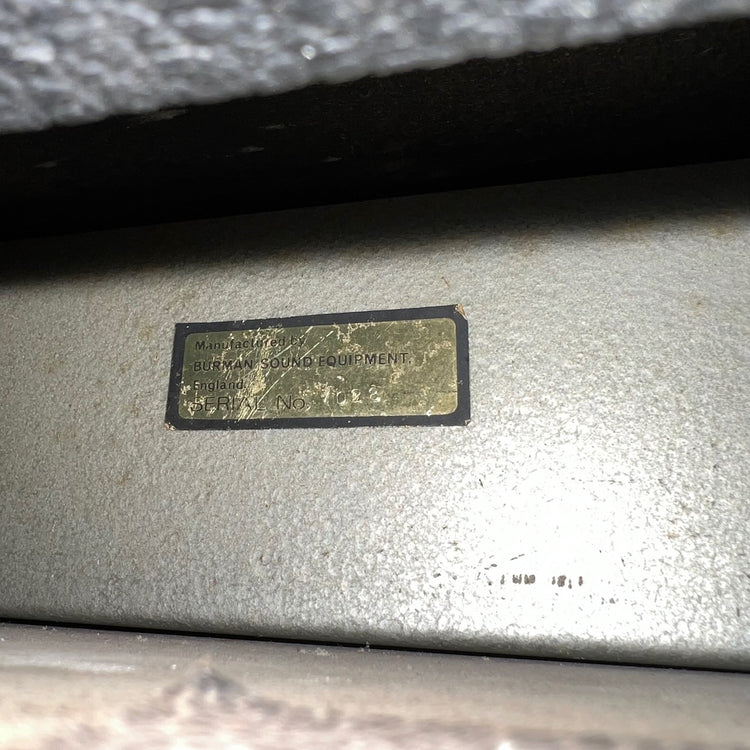 Manufactured by
BURMAN SOUND EQUIPMENT.
England.
SERIAL No.